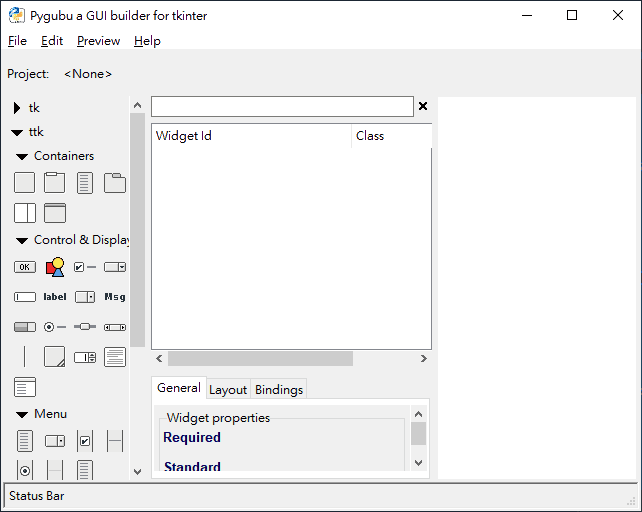 Pygubu a GUI builder for tkinter
File Edit Preview Help
Project: <None>
tk
ttk
Containers
Control & Display
OK
label
Msg
Menu
Widget Id Class
General Layout Bindings
Widget properties
Required
Standard
Status Bar